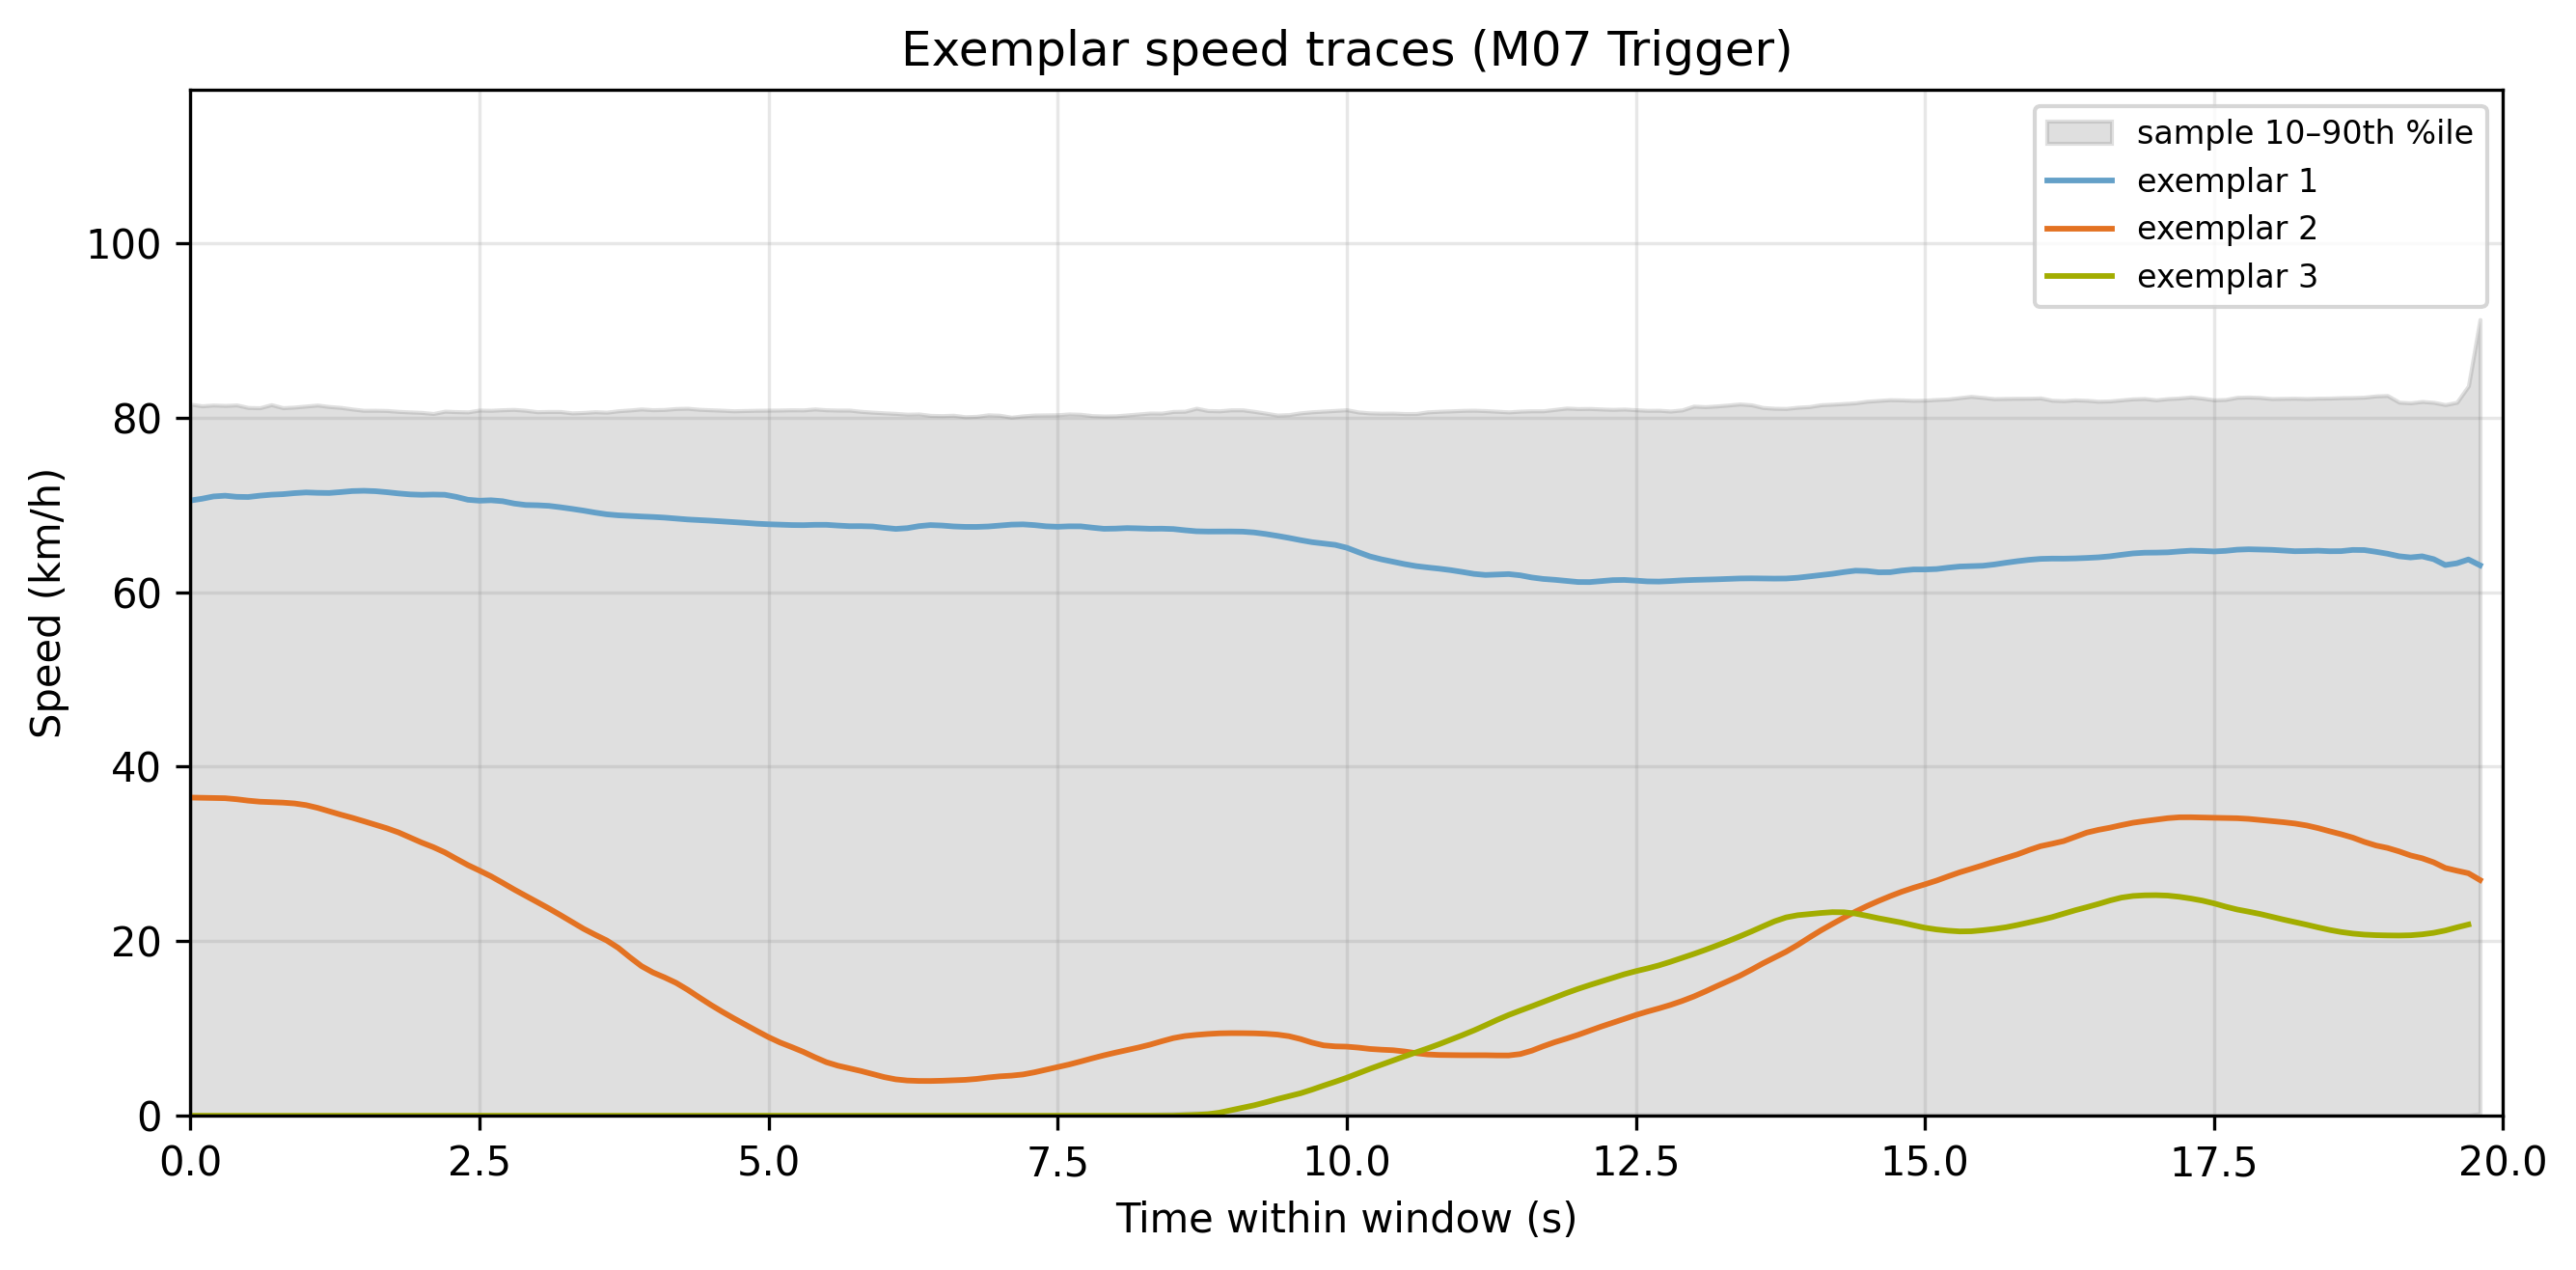 Exemplar speed traces (M07 Trigger)
sample 10–90th %ile
exemplar 1
exemplar 2
exemplar 3
Speed (km/h)
100
80
60
40
20
0
0.0 2.5 5.0 7.5 10.0 12.5 15.0 17.5 20.0
Time within window (s)